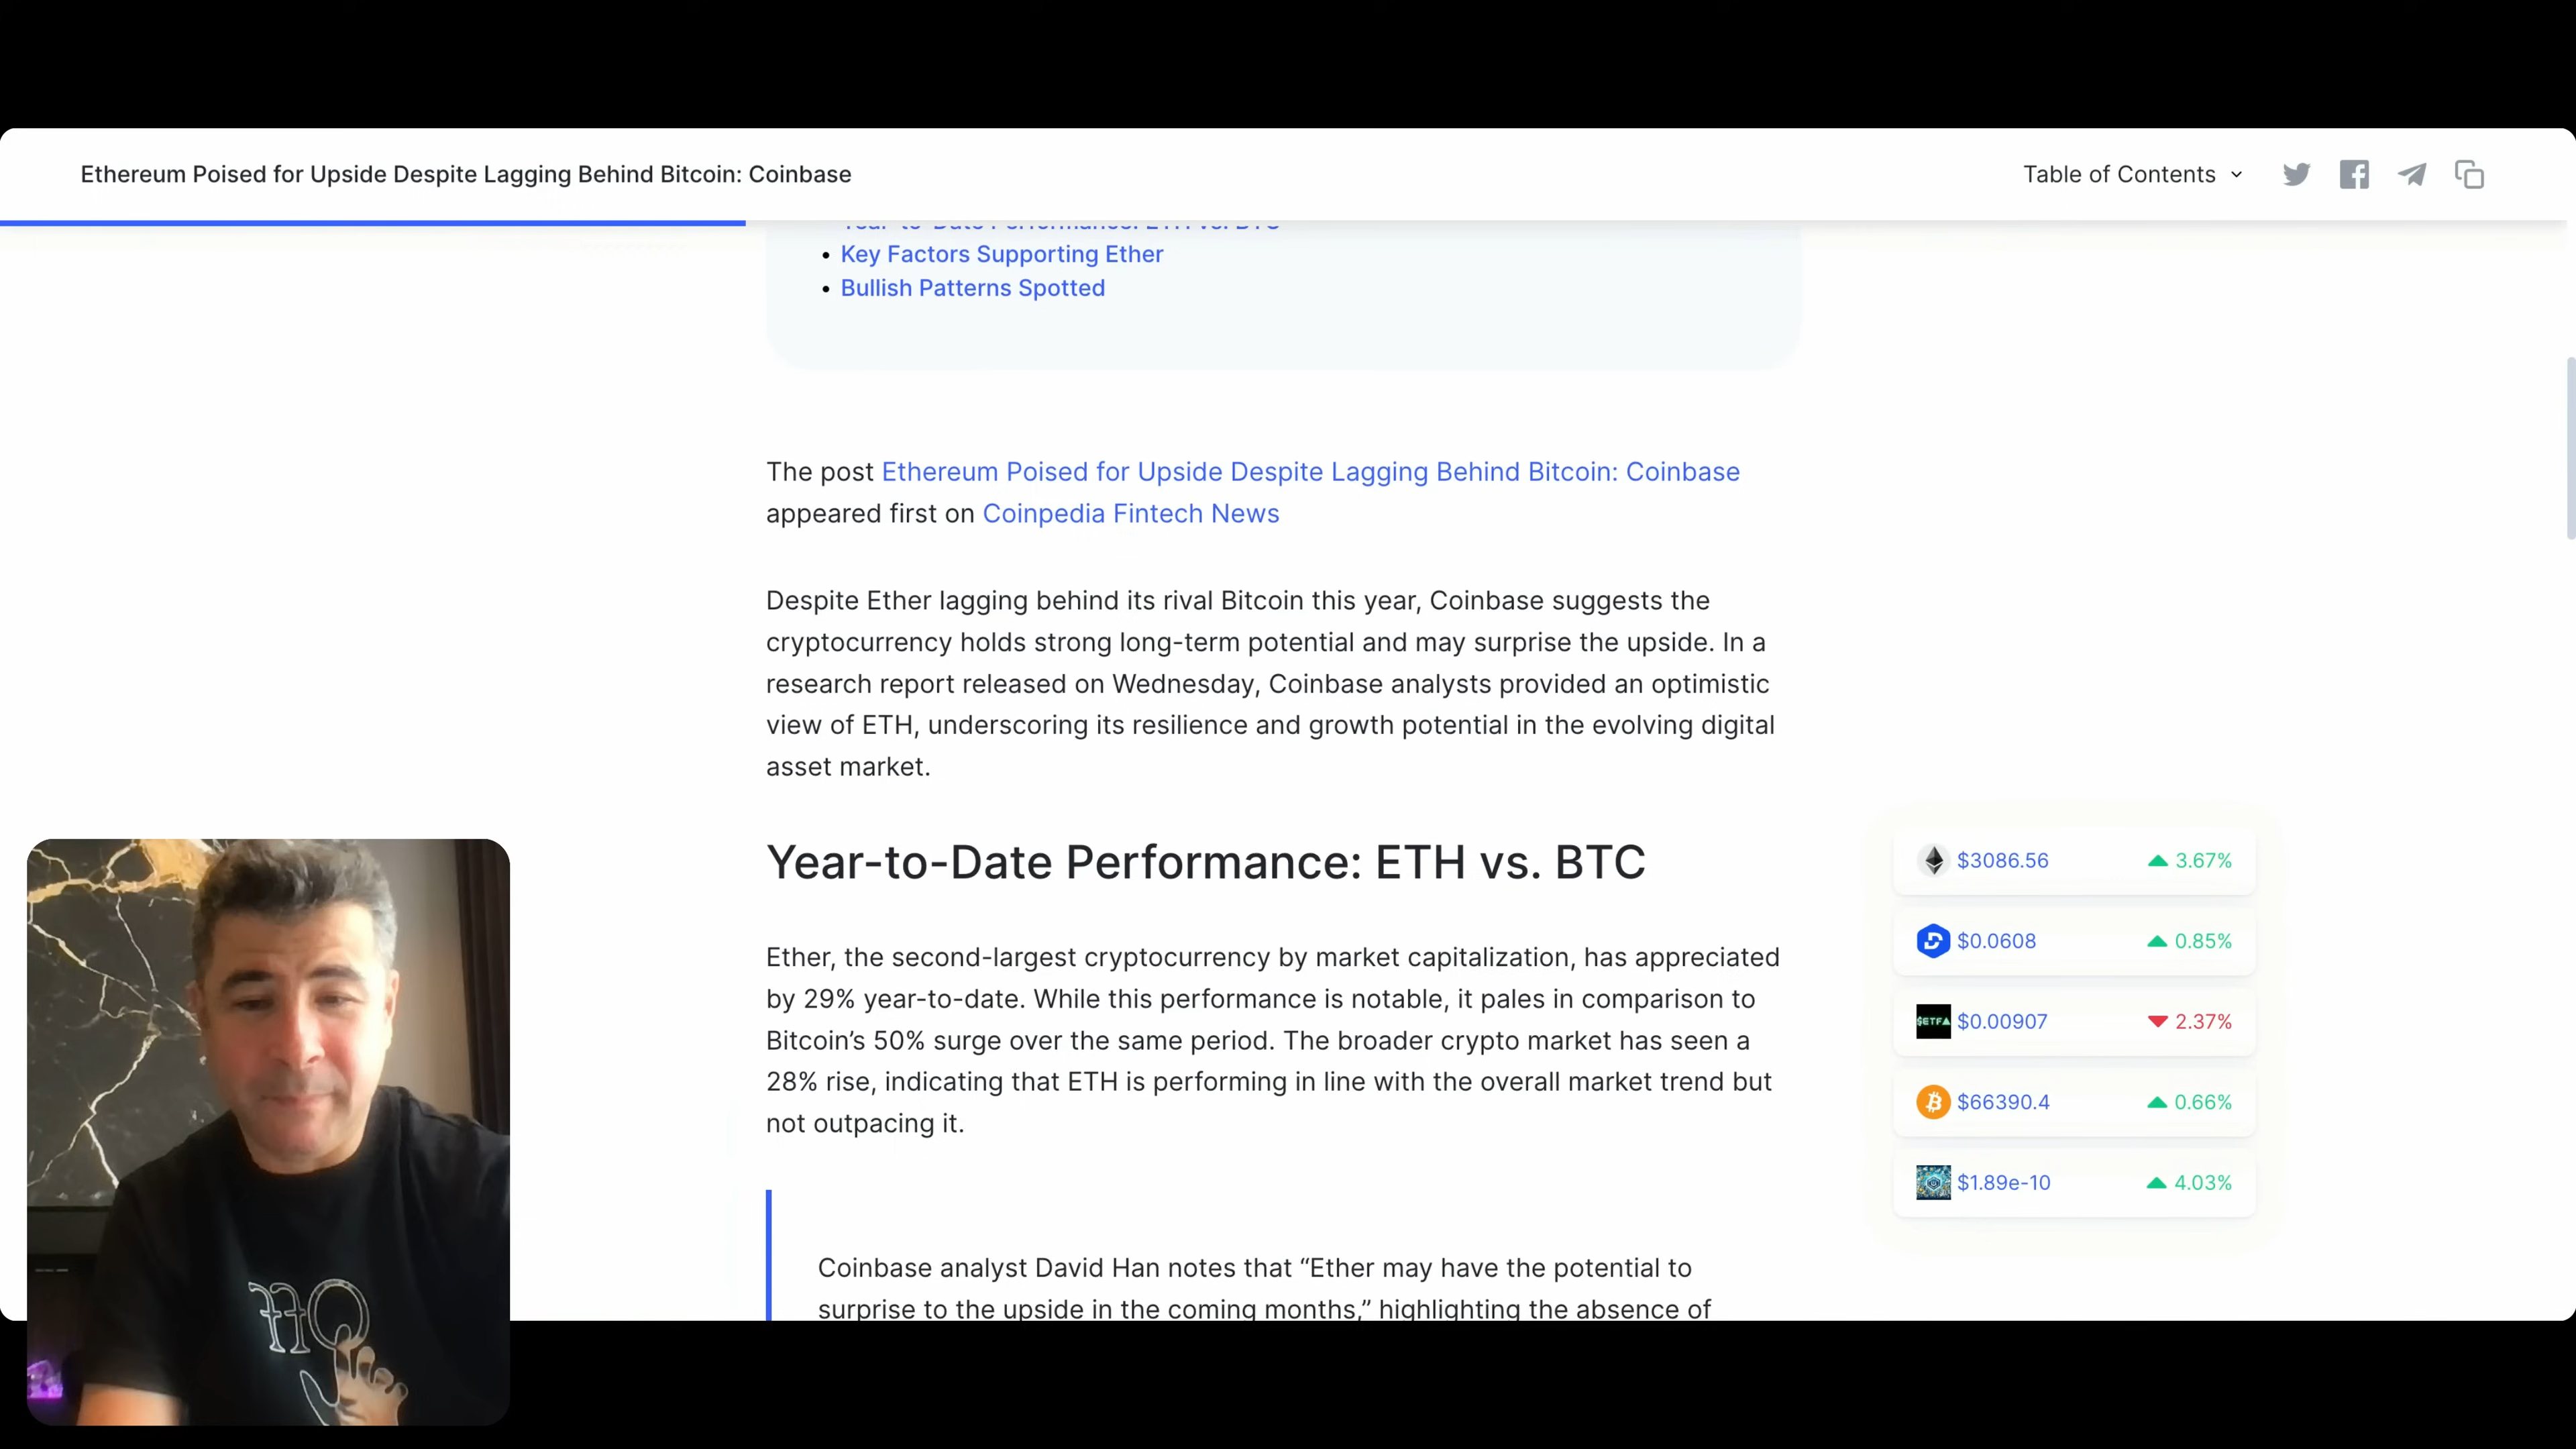 Ethereum Poised for Upside Despite Lagging Behind Bitcoin: Coinbase
Table of Contents
Year-to-Date Performance: ETH vs. BTC
Key Factors Supporting Ether
Bullish Patterns Spotted
The post Ethereum Poised for Upside Despite Lagging Behind Bitcoin: Coinbase
appeared first on Coinpedia Fintech News
Despite Ether lagging behind its rival Bitcoin this year, Coinbase suggests the
cryptocurrency holds strong long-term potential and may surprise the upside. In a
research report released on Wednesday, Coinbase analysts provided an optimistic
view of ETH, underscoring its resilience and growth potential in the evolving digital
asset market.
Year-to-Date Performance: ETH vs. BTC
Ether, the second-largest cryptocurrency by market capitalization, has appreciated
by 29% year-to-date. While this performance is notable, it pales in comparison to
Bitcoin’s 50% surge over the same period. The broader crypto market has seen a
28% rise, indicating that ETH is performing in line with the overall market trend but
not outpacing it.
Coinbase analyst David Han notes that “Ether may have the potential to
surprise to the upside in the coming months,” highlighting the absence of
$3086.56 3.67%
$0.0608 0.85%
$ETFA $0.00907 2.37%
$66390.4 0.66%
$1.89e-10 4.03%